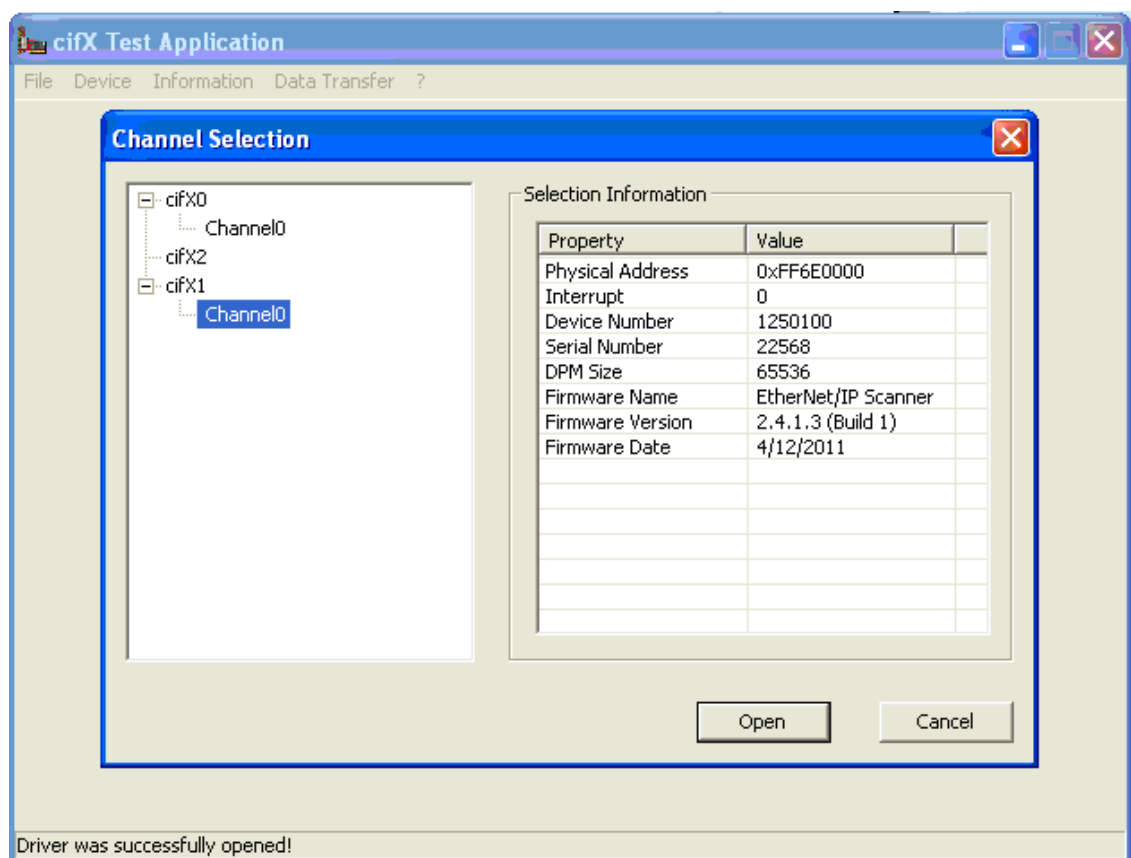 cifX Test Application
File Device Information Data Transfer ?
Channel Selection
cifX0
Channel0
cifX2
cifX1
Channel0
Selection Information
Property Value
Physical Address 0xFF6E0000
Interrupt 0
Device Number 1250100
Serial Number 22568
DPM Size 65536
Firmware Name EtherNet/IP Scanner
Firmware Version 2.4.1.3 (Build 1)
Firmware Date 4/12/2011
Open Cancel
Driver was successfully opened!